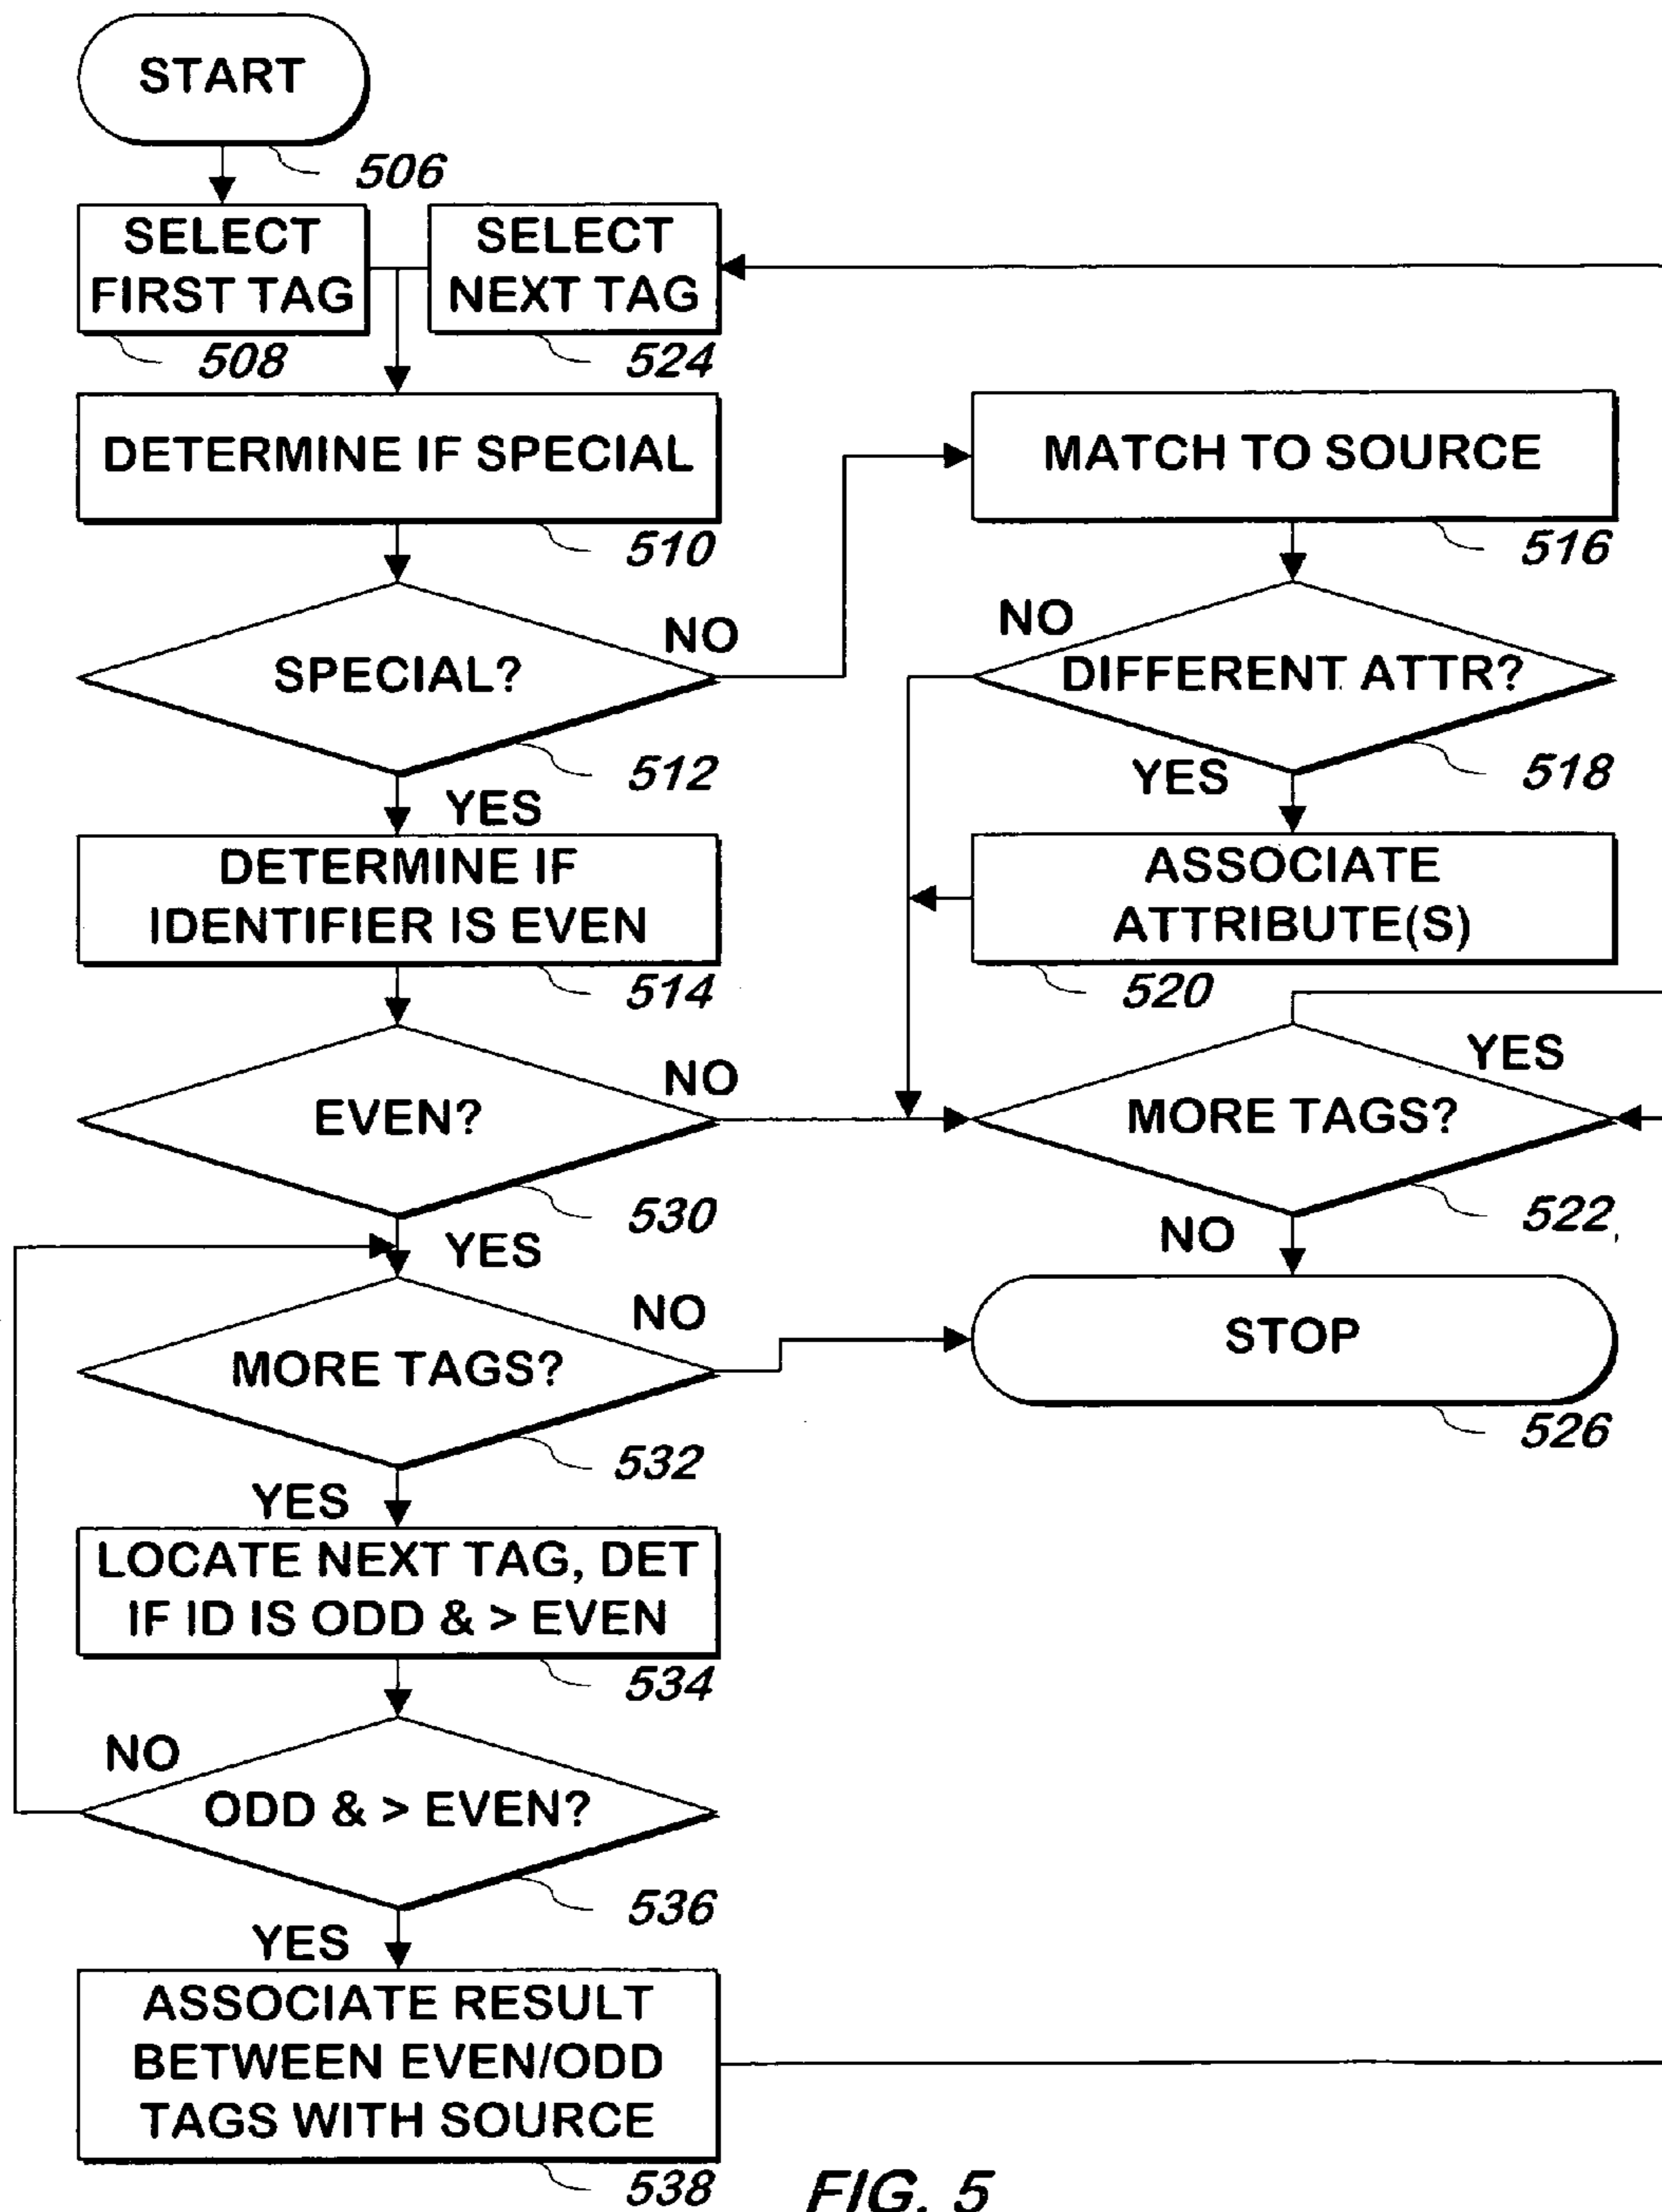 START
506
SELECT
FIRST TAG
508
SELECT
NEXT TAG
524
DETERMINE IF SPECIAL
510
MATCH TO SOURCE
516
SPECIAL?
NO
512
YES
NO
DIFFERENT ATTR?
518
YES
DETERMINE IF
IDENTIFIER IS EVEN
514
ASSOCIATE
ATTRIBUTE(S)
520
EVEN?
NO
530
YES
MORE TAGS?
YES
522
NO
MORE TAGS?
NO
532
YES
STOP
526
LOCATE NEXT TAG, DET
IF ID IS ODD & > EVEN
534
NO
ODD & > EVEN?
536
YES
ASSOCIATE RESULT
BETWEEN EVEN/ODD
TAGS WITH SOURCE
538
FIG. 5